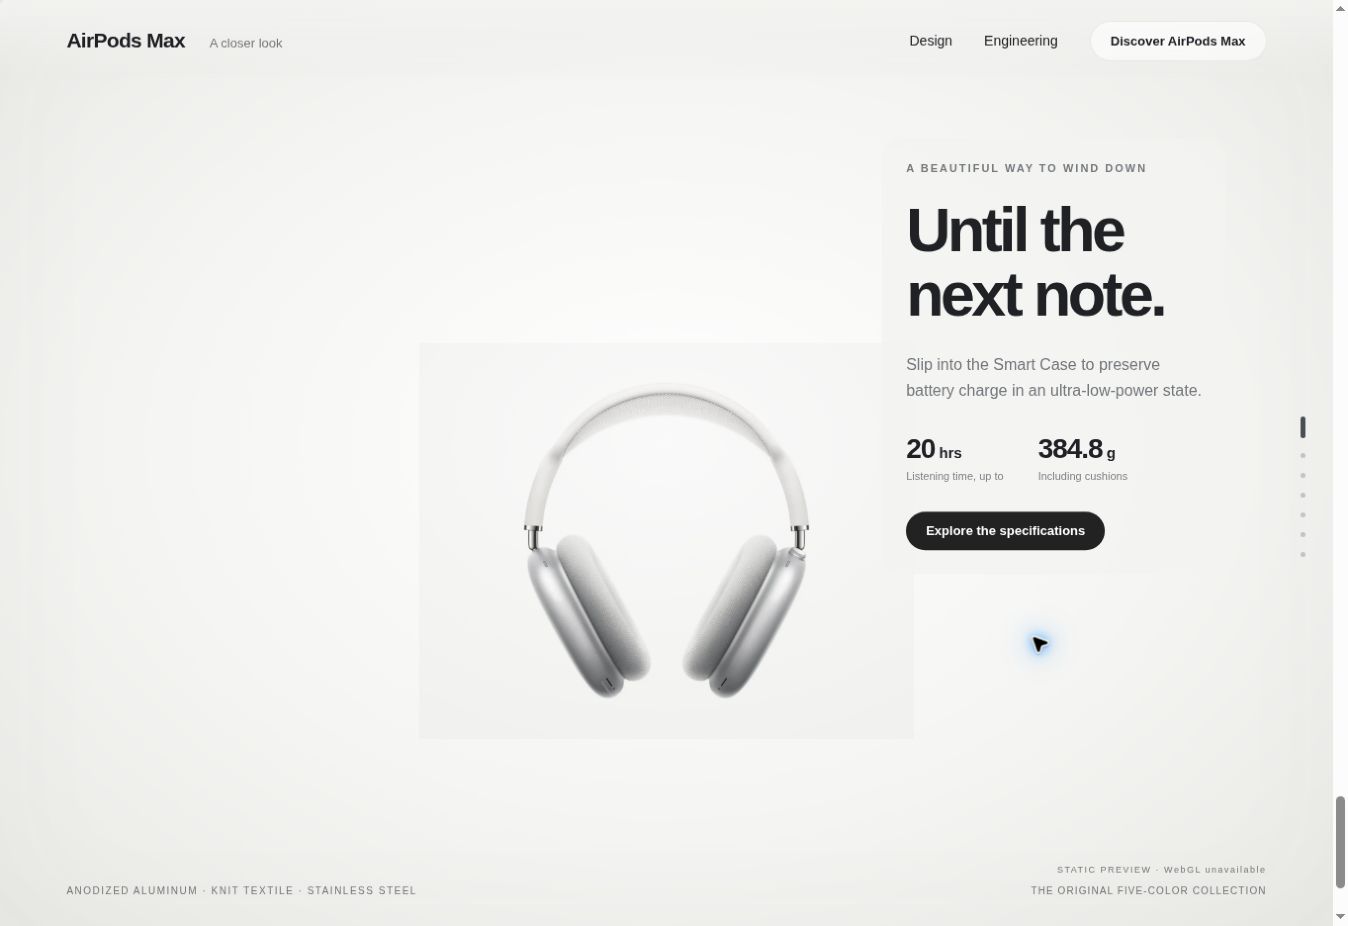 AirPods Max
A closer look
Design
Engineering
Discover AirPods Max
A BEAUTIFUL WAY TO WIND DOWN
Until the
next note.
Slip into the Smart Case to preserve
battery charge in an ultra-low-power state.
20 hrs
Listening time, up to
384.8 g
Including cushions
Explore the specifications
STATIC PREVIEW · WebGL unavailable
ANODIZED ALUMINUM · KNIT TEXTILE · STAINLESS STEEL
THE ORIGINAL FIVE-COLOR COLLECTION